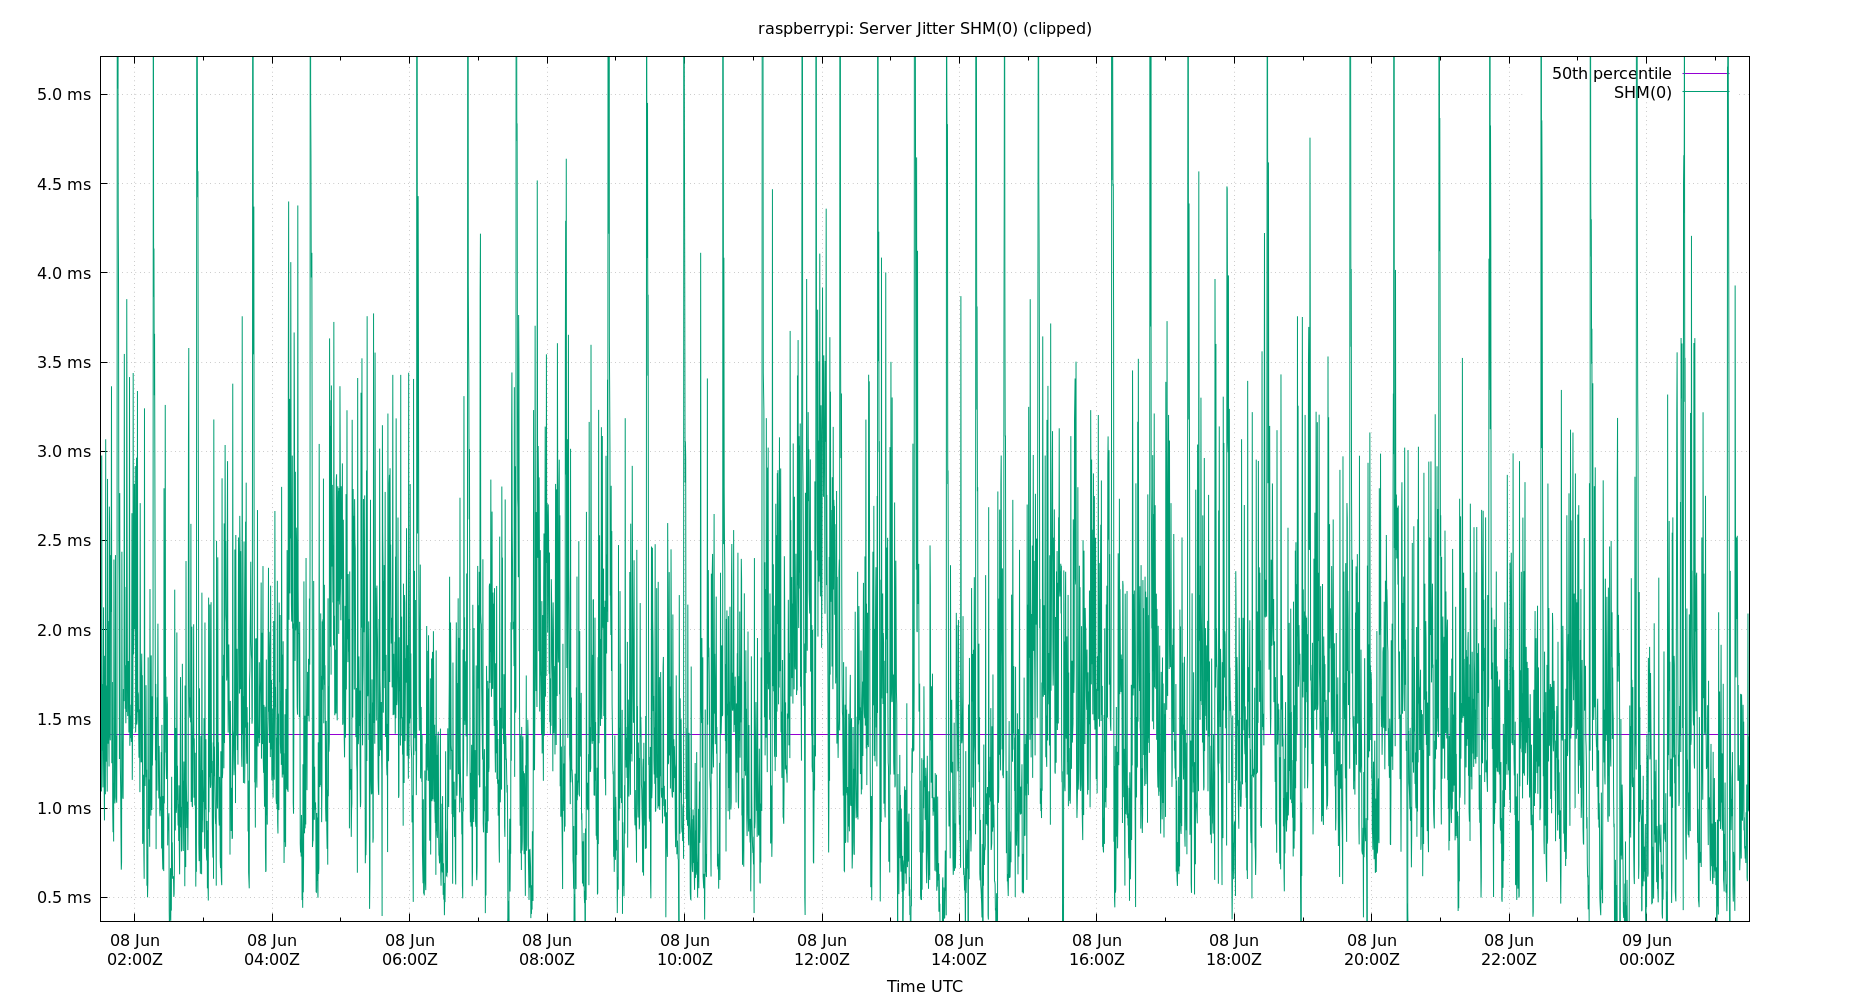 raspberrypi: Server Jitter SHM(0) (clipped)
50th percentile
SHM(0)
5.0 ms
4.5 ms
4.0 ms
3.5 ms
3.0 ms
2.5 ms
2.0 ms
1.5 ms
1.0 ms
0.5 ms
08 Jun 08 Jun 08 Jun 08 Jun 08 Jun 08 Jun 08 Jun 08 Jun 08 Jun 08 Jun 08 Jun 09 Jun
02:00Z 04:00Z 06:00Z 08:00Z 10:00Z 12:00Z 14:00Z 16:00Z 18:00Z 20:00Z 22:00Z 00:00Z
Time UTC